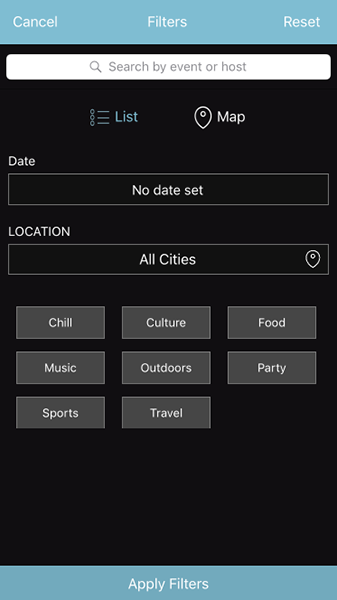 Cancel Filters Reset
Search by event or host
List Map
Date
No date set
LOCATION
All Cities
Chill Culture Food
Music Outdoors Party
Sports Travel
Apply Filters